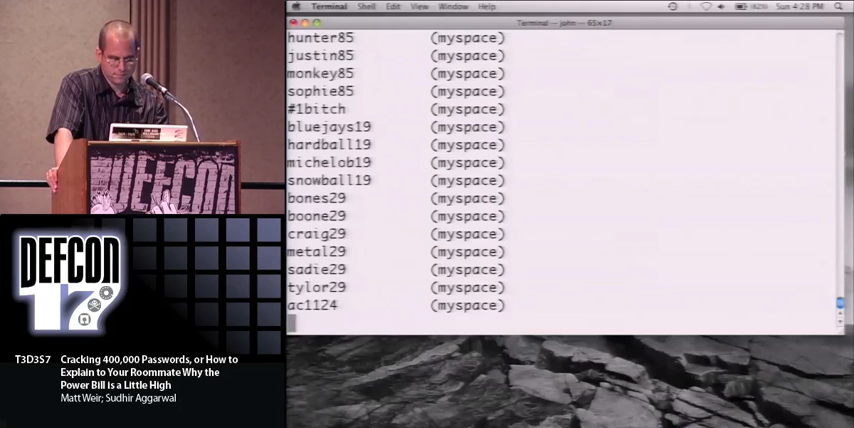 Terminal Shell Edit View Window Help
Sun 4:28 PM
Terminal — john — 65×17
hunter85 (myspace)
justin85 (myspace)
monkey85 (myspace)
sophie85 (myspace)
#1bitch (myspace)
bluejays19 (myspace)
hardball19 (myspace)
michelob19 (myspace)
snowball19 (myspace)
bones29 (myspace)
boone29 (myspace)
craig29 (myspace)
metal29 (myspace)
sadie29 (myspace)
tylor29 (myspace)
ac1124 (myspace)
DEFCON
DEFCON
17
T3D3S7
Cracking 400,000 Passwords, or How to
Explain to Your Roommate Why the
Power Bill is a Little High
Matt Weir; Sudhir Aggarwal